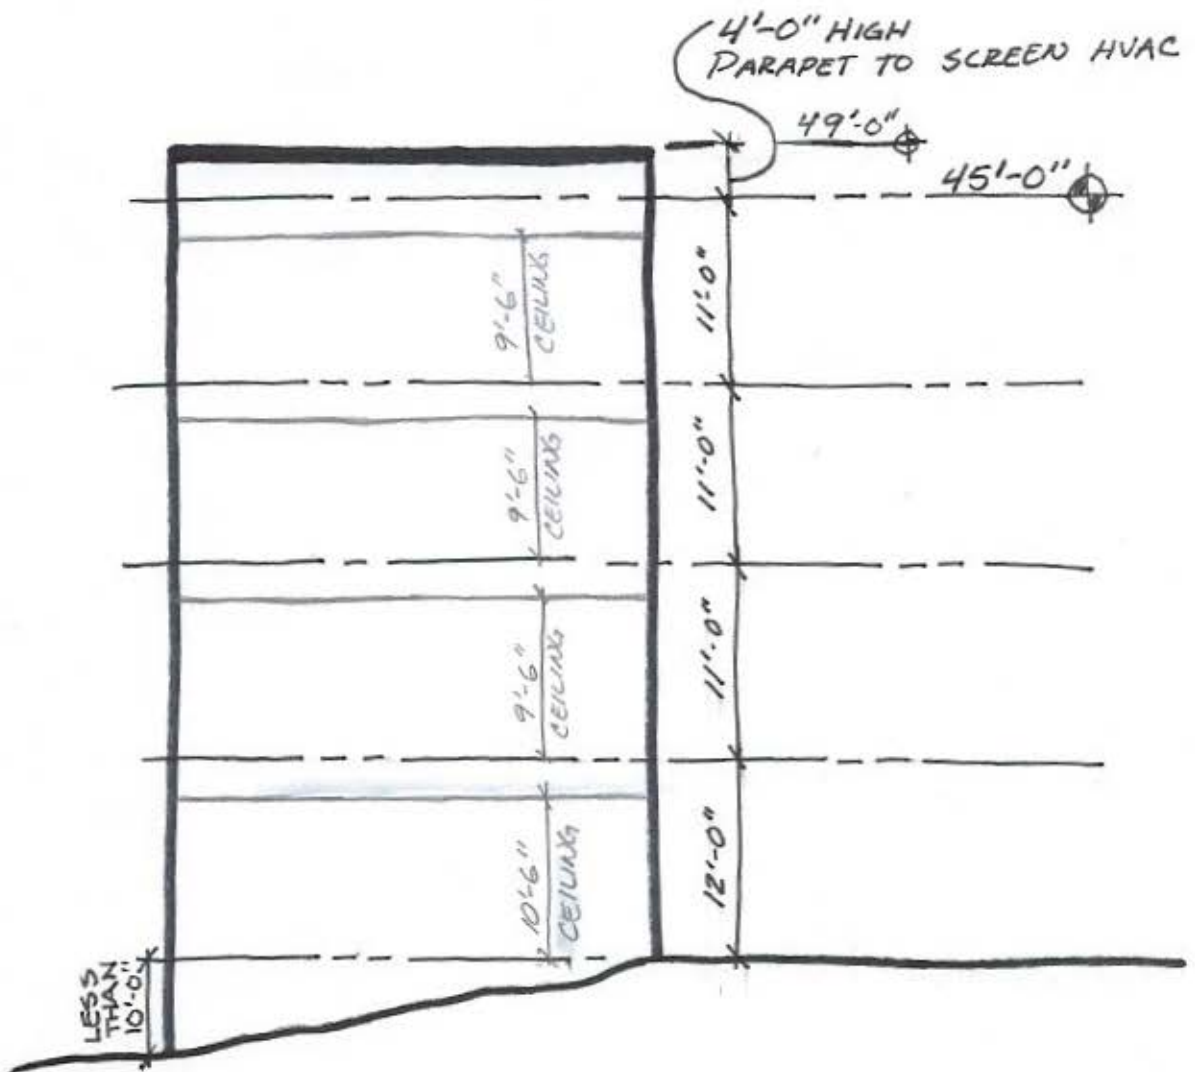 4'-0" HIGH
PARAPET TO SCREEN HVAC
49'-0"
45'-0"
9'-6"
CEILING
11'-0"
9'-6"
CEILING
11'-0"
9'-6"
CEILING
11'-0"
10'-6"
CEILING
12'-0"
LESS
THAN
10'-0"